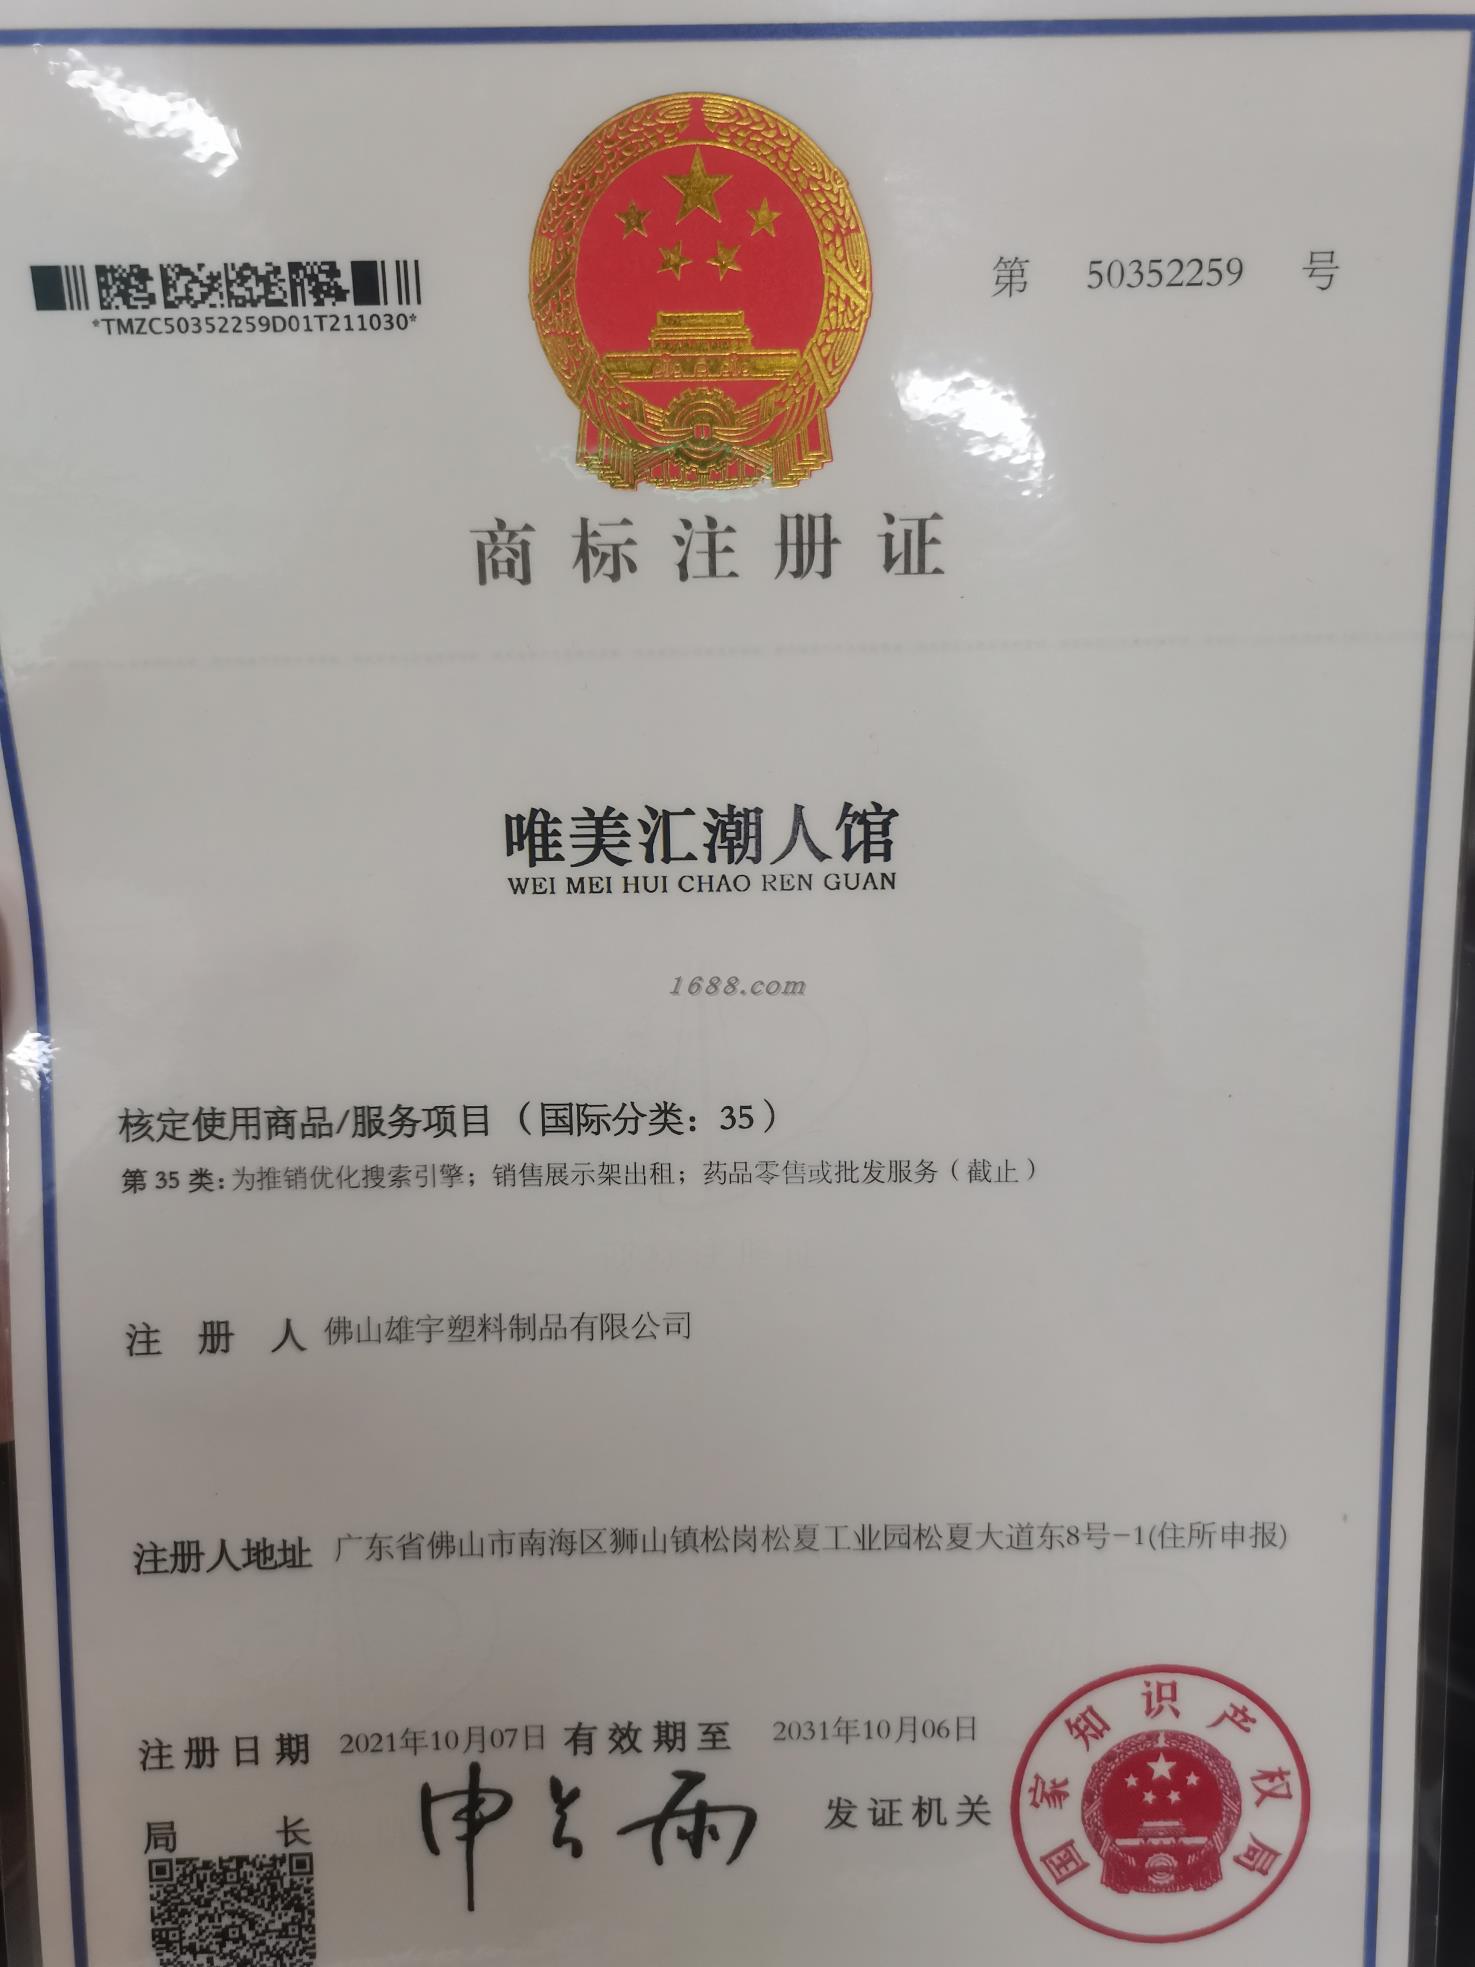 第 50352259 号
*TMZC50352259D01T211030*
商标注册证
唯美汇潮人馆
WEI MEI HUI CHAO REN GUAN
1688.com
核定使用商品/服务项目（国际分类：35）
第 35 类：为推销优化搜索引擎；销售展示架出租；药品零售或批发服务（截止）
注册人 佛山雄宇塑料制品有限公司
注册人地址 广东省佛山市南海区狮山镇松岗松夏工业园松夏大道东8号-1(住所申报)
注册日期 2021年10月07日 有效期至 2031年10月06日
局长 申长雨 发证机关
国家知识产权局